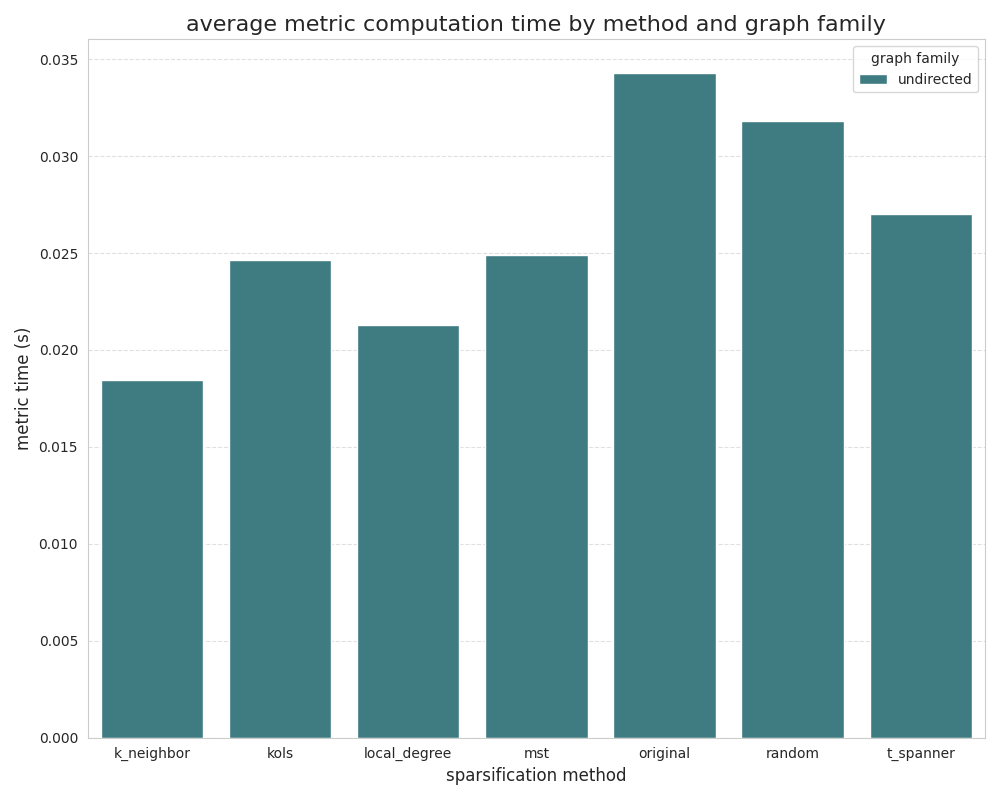 average metric computation time by method and graph family
graph family
undirected
metric time (s)
0.035
0.030
0.025
0.020
0.015
0.010
0.005
0.000
k_neighbor
kols
local_degree
mst
original
random
t_spanner
sparsification method